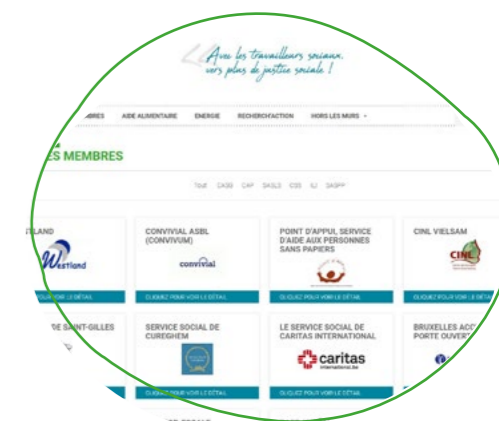 Avec les travailleurs sociaux,
vers plus de justice sociale !
AIDE ALIMENTAIRE ENERGIE RECHERCH'ACTION HORS LES MURS
ES MEMBRES
Tout CASG CAP SASLS CGS ILI SASPP
CONVIVIAL ASBL
(CONVIVIUM)
convivial
CLIQUEZ POUR VOIR LE DÉTAIL
POINT D'APPUI, SERVICE
D'AIDE AUX PERSONNES
SANS PAPIERS
CLIQUEZ POUR VOIR LE DÉTAIL
CINL VIELSAM
CINL
CLIQUEZ POUR VOIR LE DÉTA
TLAND
Westland
POUR VOIR LE DÉTAIL
DE SAINT-GILLES
SERVICE SOCIAL DE
CUREGHEM
CLIQUEZ POUR VOIR LE DÉTAIL
LE SERVICE SOCIAL DE
CARITAS INTERNATIONAL
caritas
international.be
CLIQUEZ POUR VOIR LE DÉTAIL
BRUXELLES ACC
PORTE OUVERT